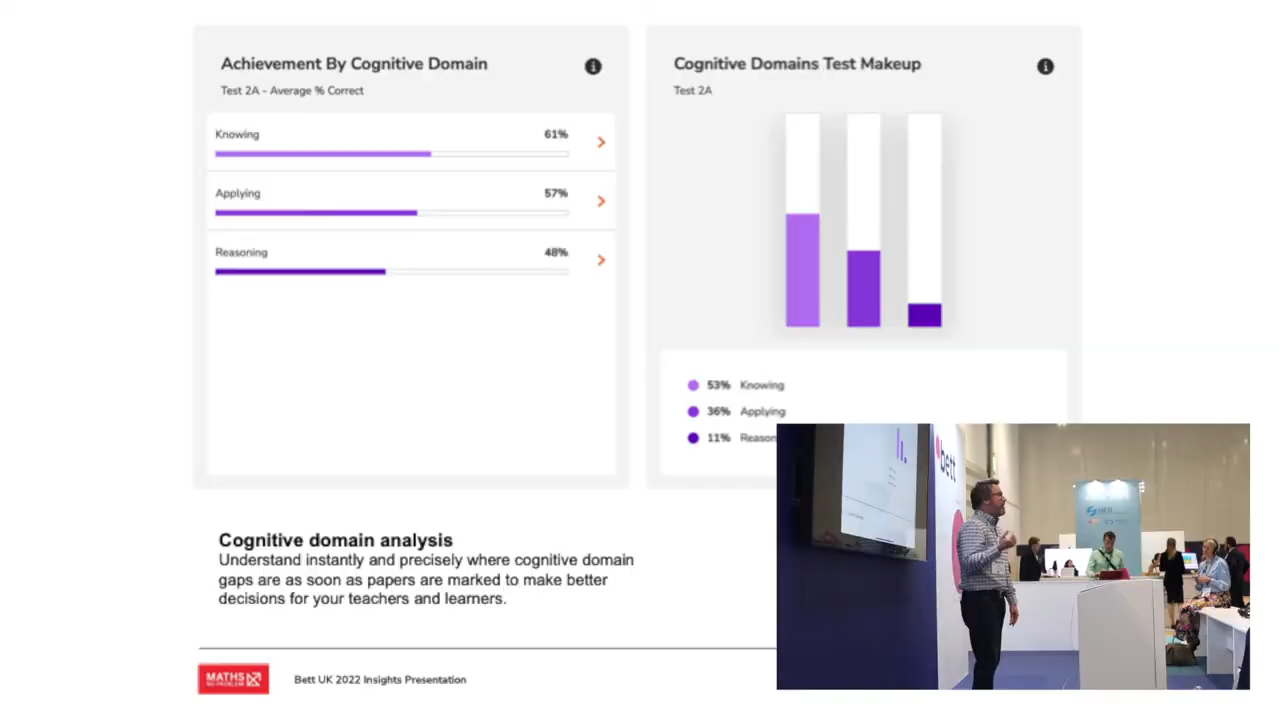 Achievement By Cognitive Domain
Test 2A - Average % Correct
Knowing 61%
Applying 57%
Reasoning 48%
Cognitive Domains Test Makeup
Test 2A
53% Knowing
36% Applying
11% Reason
Cognitive domain analysis
Understand instantly and precisely where cognitive domain
gaps are as soon as papers are marked to make better
decisions for your teachers and learners.
MATHS
NO PROBLEM
Bett UK 2022 Insights Presentation
bett